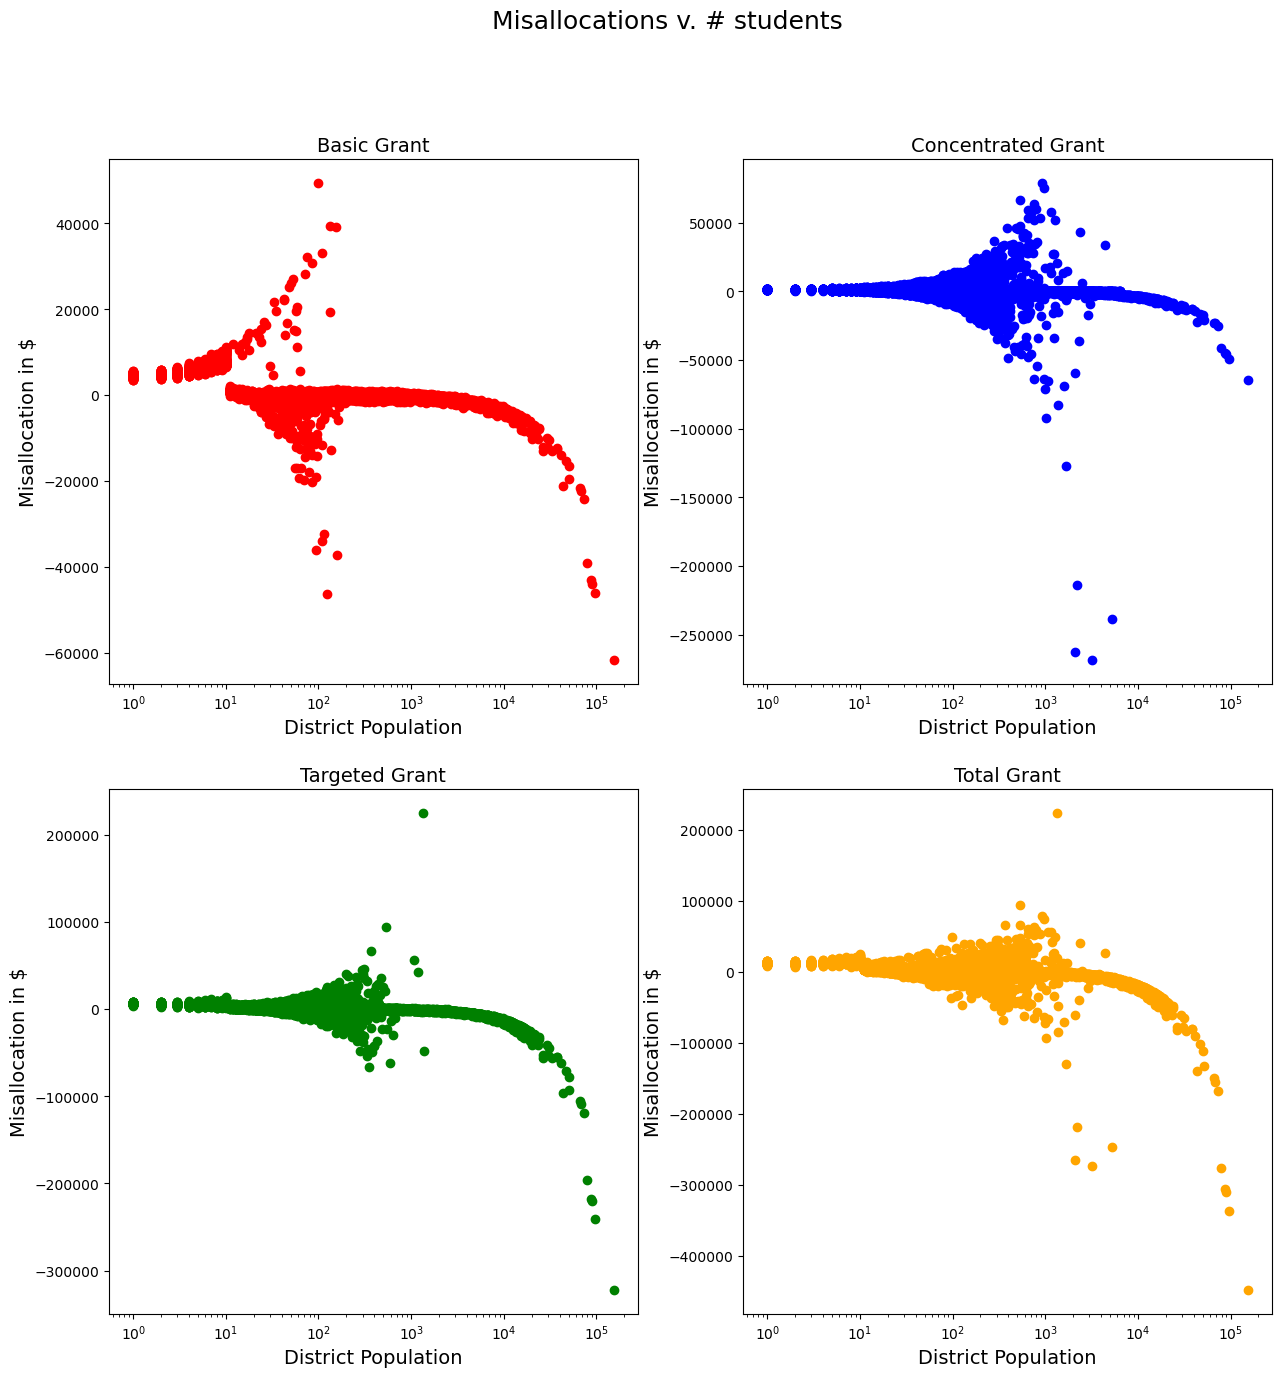 Misallocations v. # students
Basic Grant
Misallocation in $
40000
20000
0
−20000
−40000
−60000
10^0 10^1 10^2 10^3 10^4 10^5
District Population
Concentrated Grant
Misallocation in $
50000
0
−50000
−100000
−150000
−200000
−250000
10^0 10^1 10^2 10^3 10^4 10^5
District Population
Targeted Grant
Misallocation in $
200000
100000
0
−100000
−200000
−300000
10^0 10^1 10^2 10^3 10^4 10^5
District Population
Total Grant
Misallocation in $
200000
100000
0
−100000
−200000
−300000
−400000
10^0 10^1 10^2 10^3 10^4 10^5
District Population